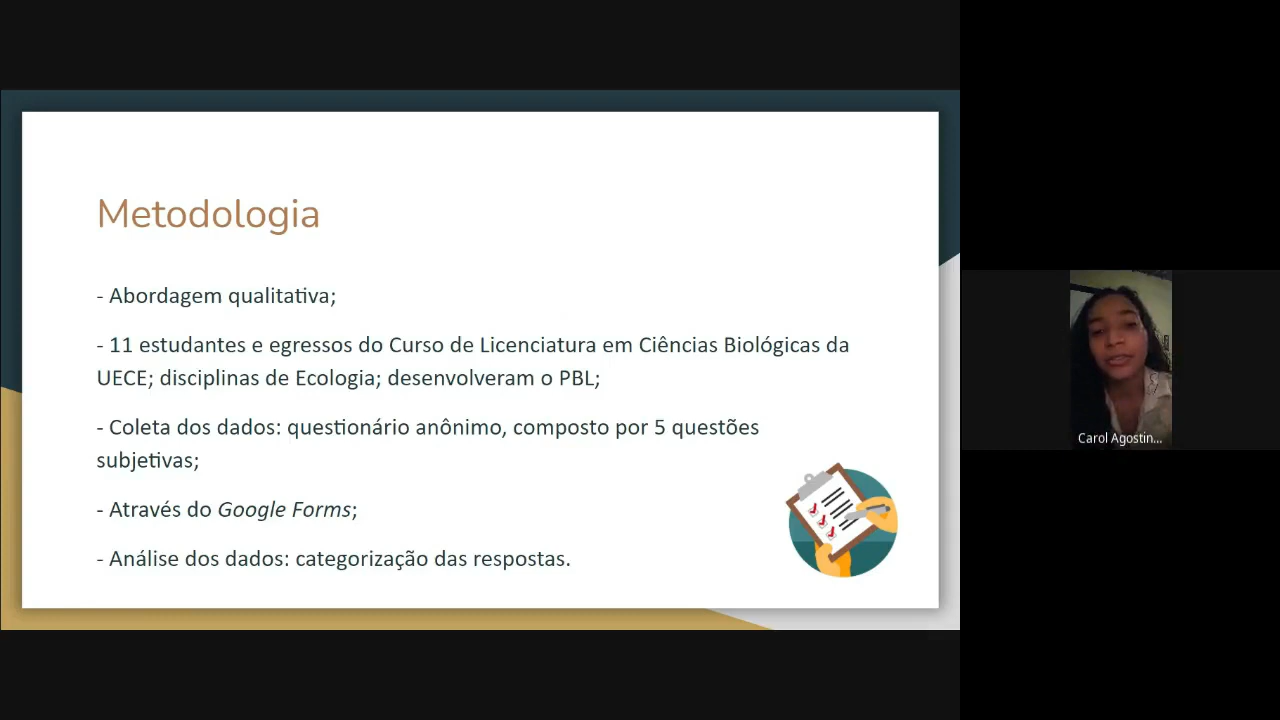 Metodologia
- Abordagem qualitativa;
- 11 estudantes e egressos do Curso de Licenciatura em Ciências Biológicas da
UECE; disciplinas de Ecologia; desenvolveram o PBL;
- Coleta dos dados: questionário anônimo, composto por 5 questões
subjetivas;
- Através do Google Forms;
- Análise dos dados: categorização das respostas.
Carol Agostin...